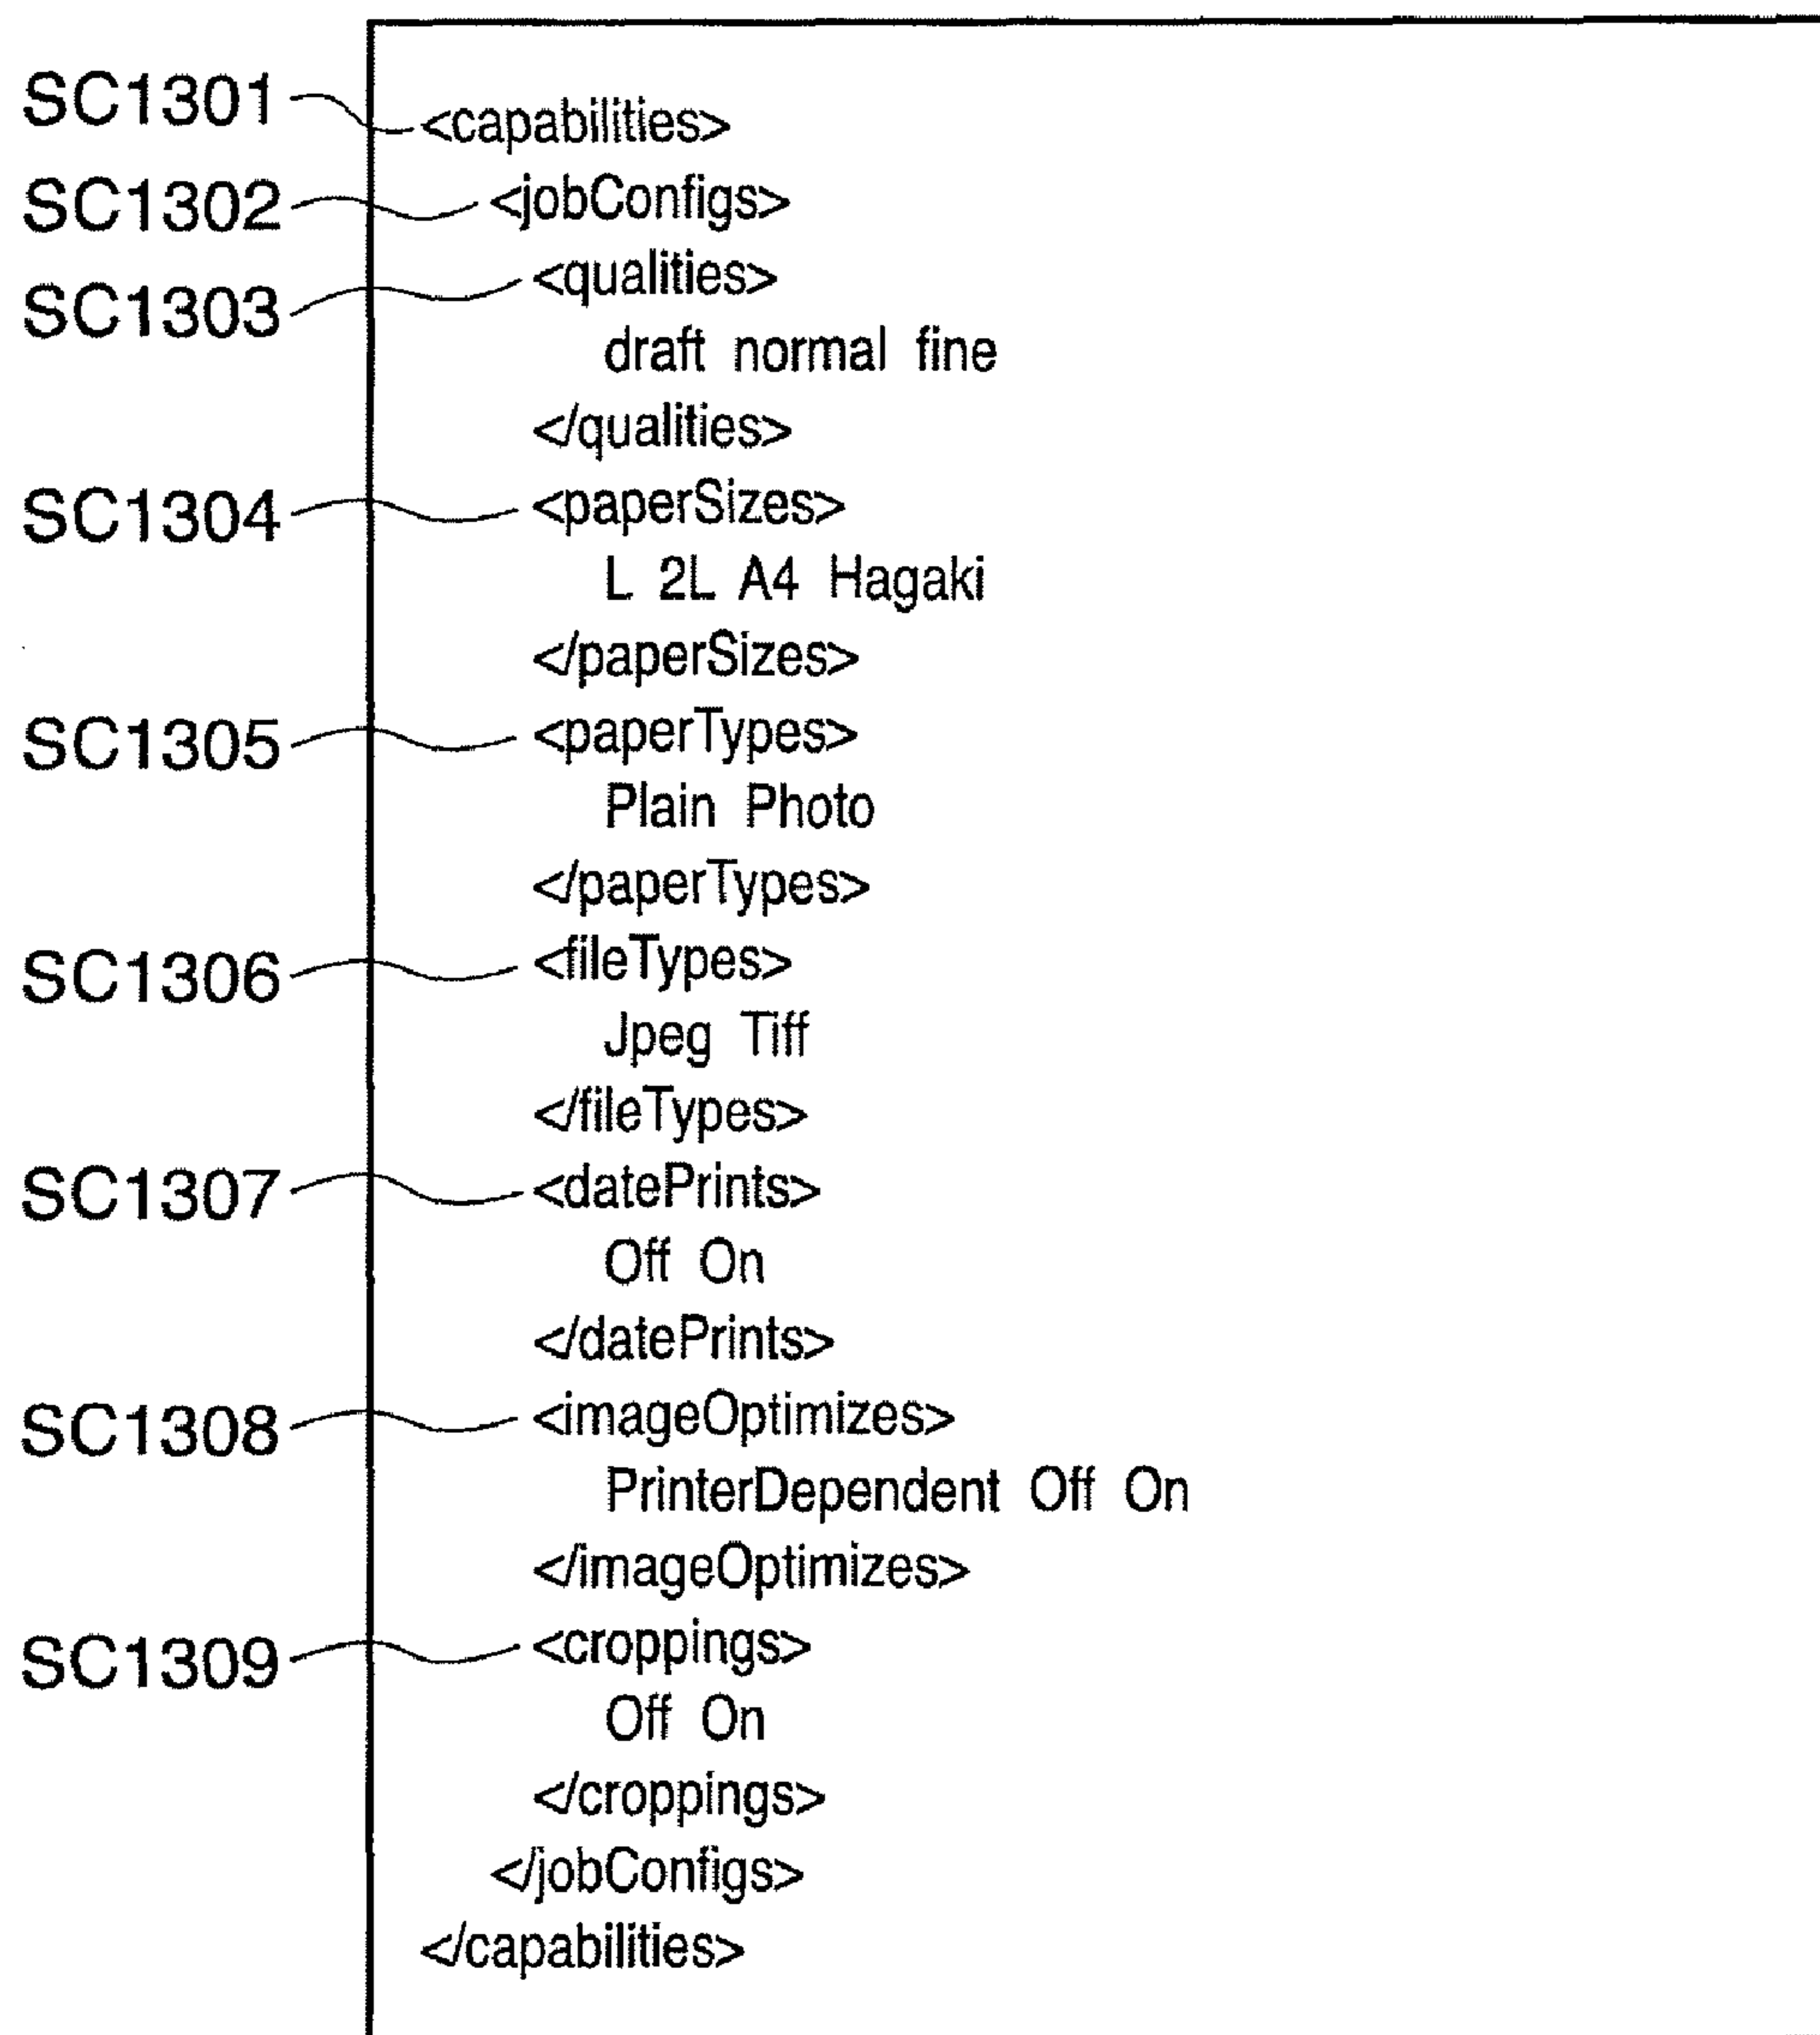 SC1301 <capabilities>
SC1302 <jobConfigs>
SC1303 <qualities>
draft normal fine
</qualities>
SC1304 <paperSizes>
L 2L A4 Hagaki
</paperSizes>
SC1305 <paperTypes>
Plain Photo
</paperTypes>
SC1306 <fileTypes>
Jpeg Tiff
</fileTypes>
SC1307 <datePrints>
Off On
</datePrints>
SC1308 <imageOptimizes>
PrinterDependent Off On
</imageOptimizes>
SC1309 <croppings>
Off On
</croppings>
</jobConfigs>
</capabilities>